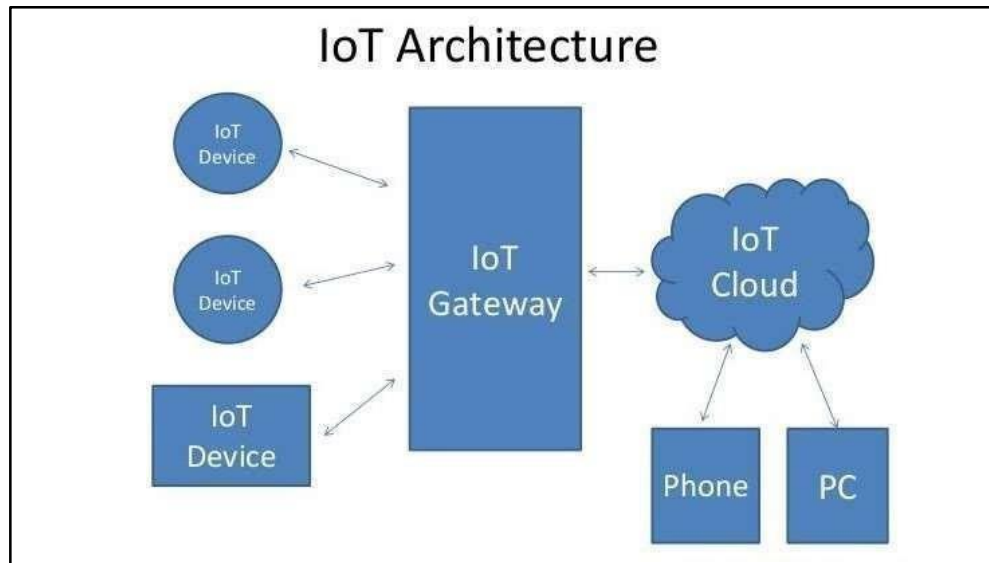 IoT Architecture
IoT
Device
IoT
Device
IoT
Device
IoT
Gateway
IoT
Cloud
Phone
PC